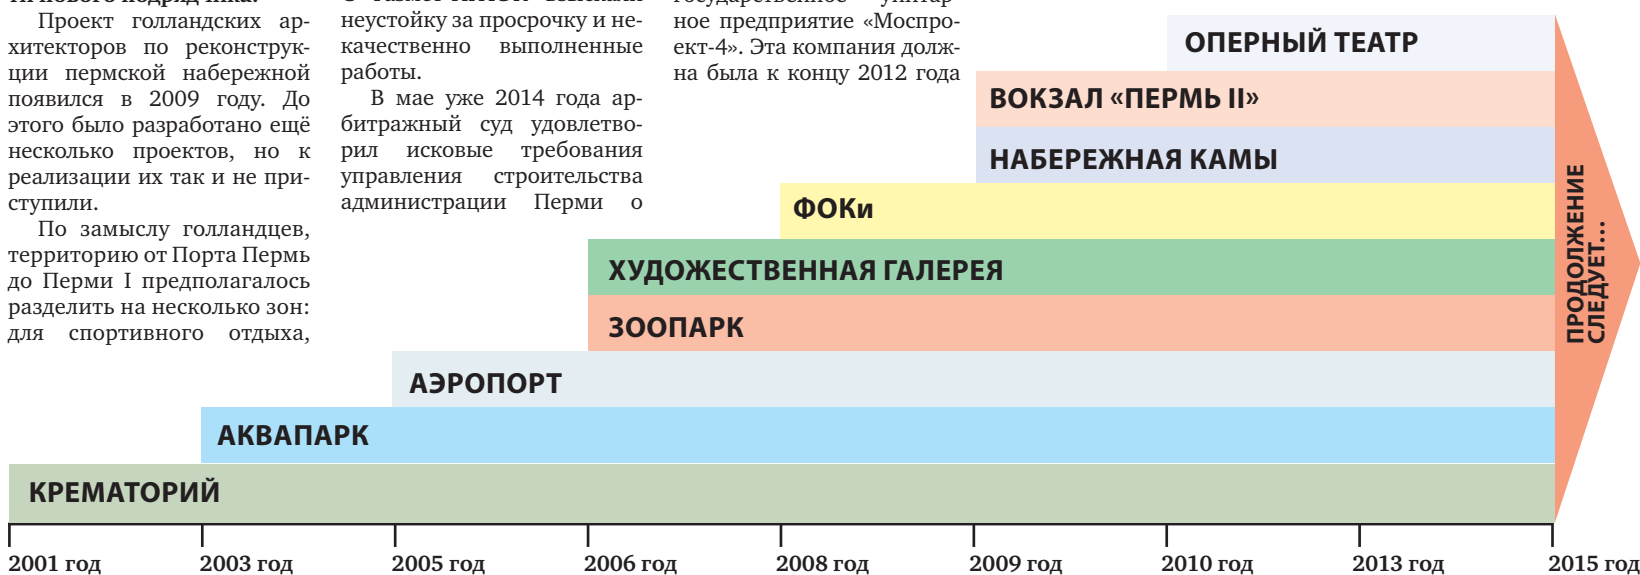 Проект голландских ар-
хитекторов по реконструк-
ции пермской набережной
появился в 2009 году. До
этого было разработано ещё
несколько проектов, но к
реализации их так и не при-
ступили.
По замыслу голландцев,
территорию от Порта Пермь
до Перми I предполагалось
разделить на несколько зон:
для спортивного отдыха,
неустойку за просрочку и не-
качественно выполненные
работы.
В мае уже 2014 года ар-
битражный суд удовлетво-
рил исковые требования
управления строительства
администрации Перми о
ное предприятие «Моспро-
ект-4». Эта компания долж-
на была к концу 2012 года
ОПЕРНЫЙ ТЕАТР
ВОКЗАЛ «ПЕРМЬ II»
НАБЕРЕЖНАЯ КАМЫ
ФОКи
ХУДОЖЕСТВЕННАЯ ГАЛЕРЕЯ
ЗООПАРК
АЭРОПОРТ
АКВАПАРК
КРЕМАТОРИЙ
ПРОДОЛЖЕНИЕ
СЛЕДУЕТ...
2001 год
2003 год
2005 год
2006 год
2008 год
2009 год
2010 год
2013 год
2015 год